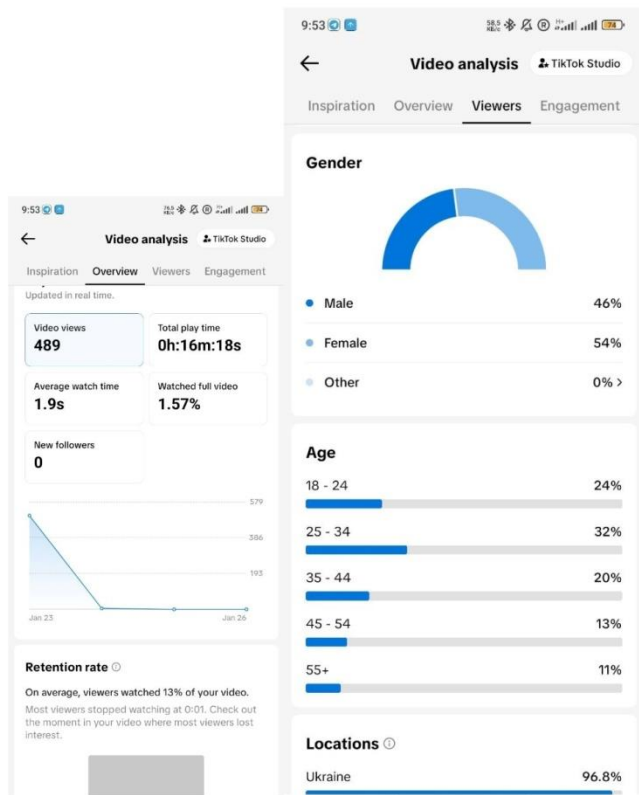 9:53
Video analysis
TikTok Studio
Inspiration Overview Viewers Engagement
Updated in real time.
Video views
489
Total play time
0h:16m:18s
Average watch time
1.9s
Watched full video
1.57%
New followers
0
579
386
193
Jan 23 Jan 26
Retention rate
On average, viewers watched 13% of your video.
Most viewers stopped watching at 0:01. Check out
the moment in your video where most viewers lost
interest.
9:53
58.5
KB/s
74
Video analysis
TikTok Studio
Inspiration Overview Viewers Engagement
Gender
Male 46%
Female 54%
Other 0% >
Age
18 - 24 24%
25 - 34 32%
35 - 44 20%
45 - 54 13%
55+ 11%
Locations
Ukraine 96.8%